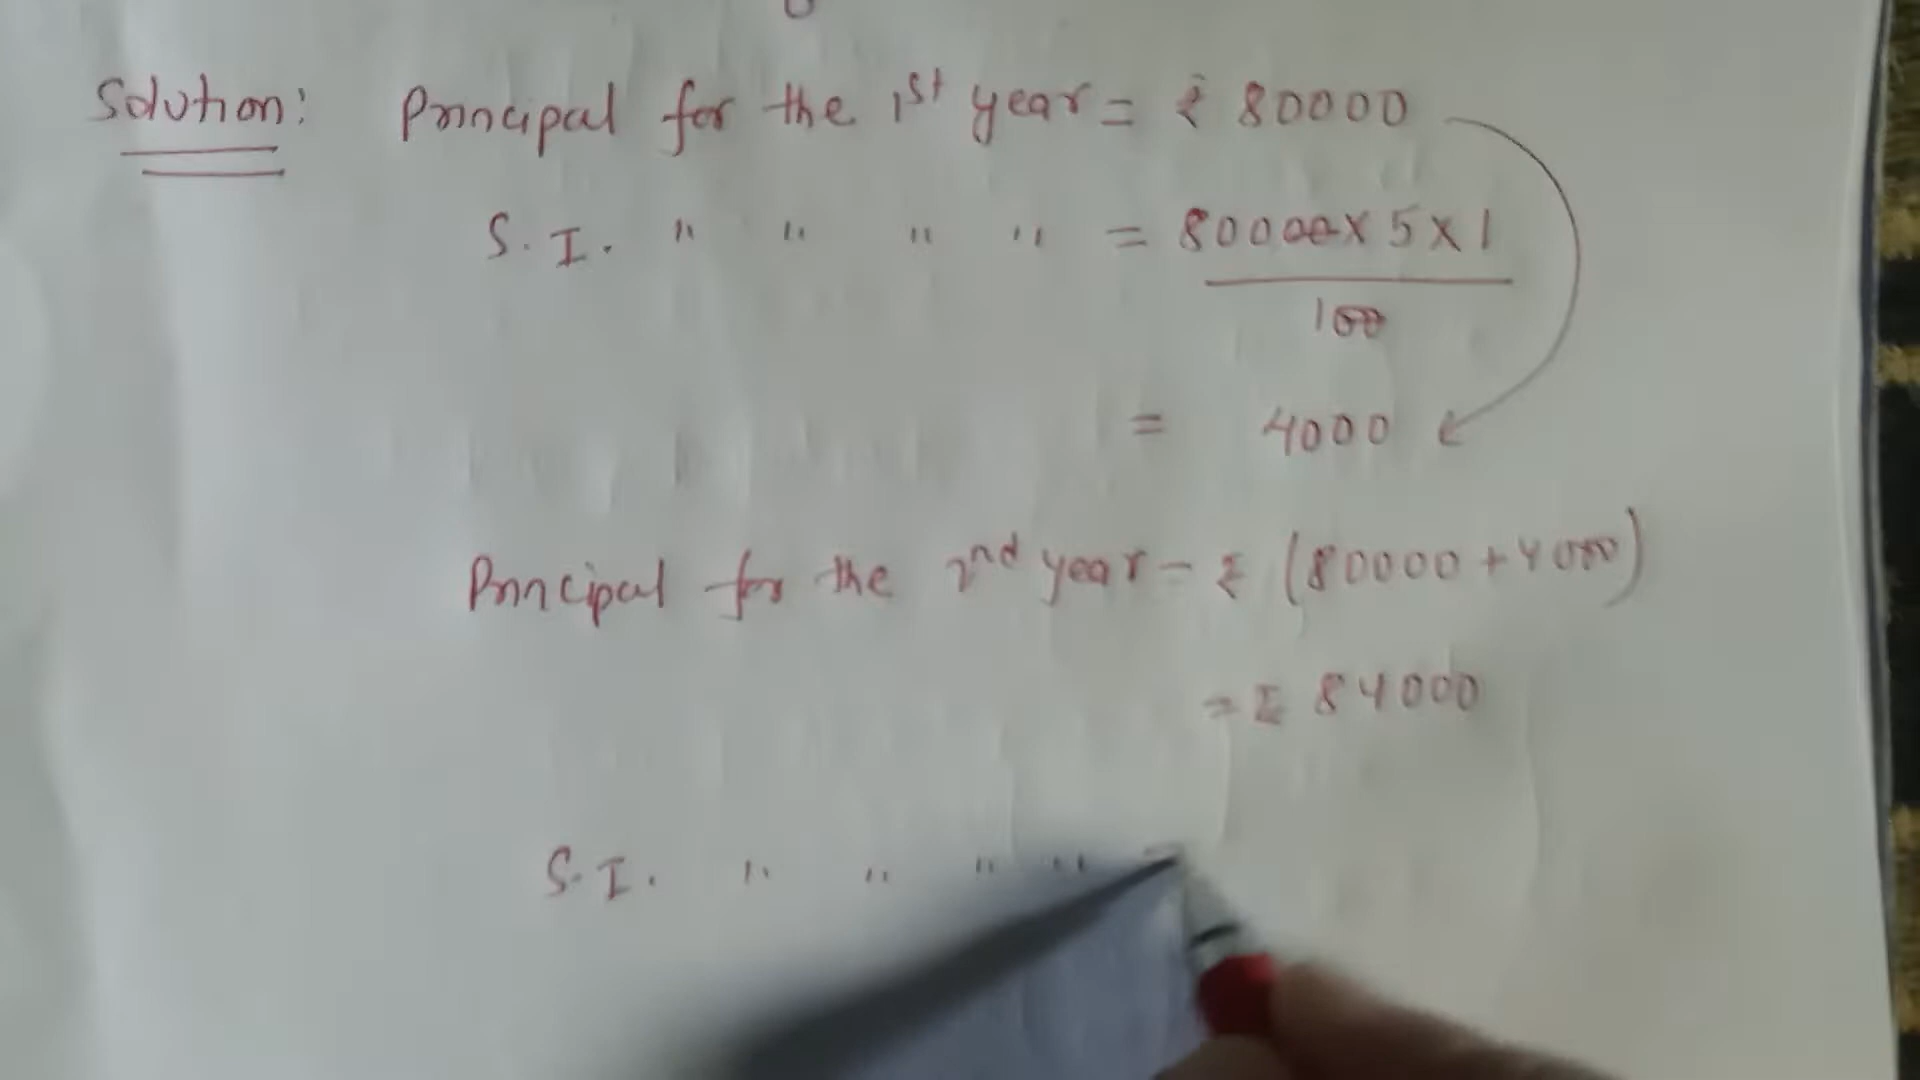 Solution: Principal for the 1st year = ₹ 80000
S.I. " " " " = 80000 x 5 x 1
100
= 4000
Principal for the 2nd year - ₹ (80000 + 4000)
= ₹ 84000
S.I. " " " " =